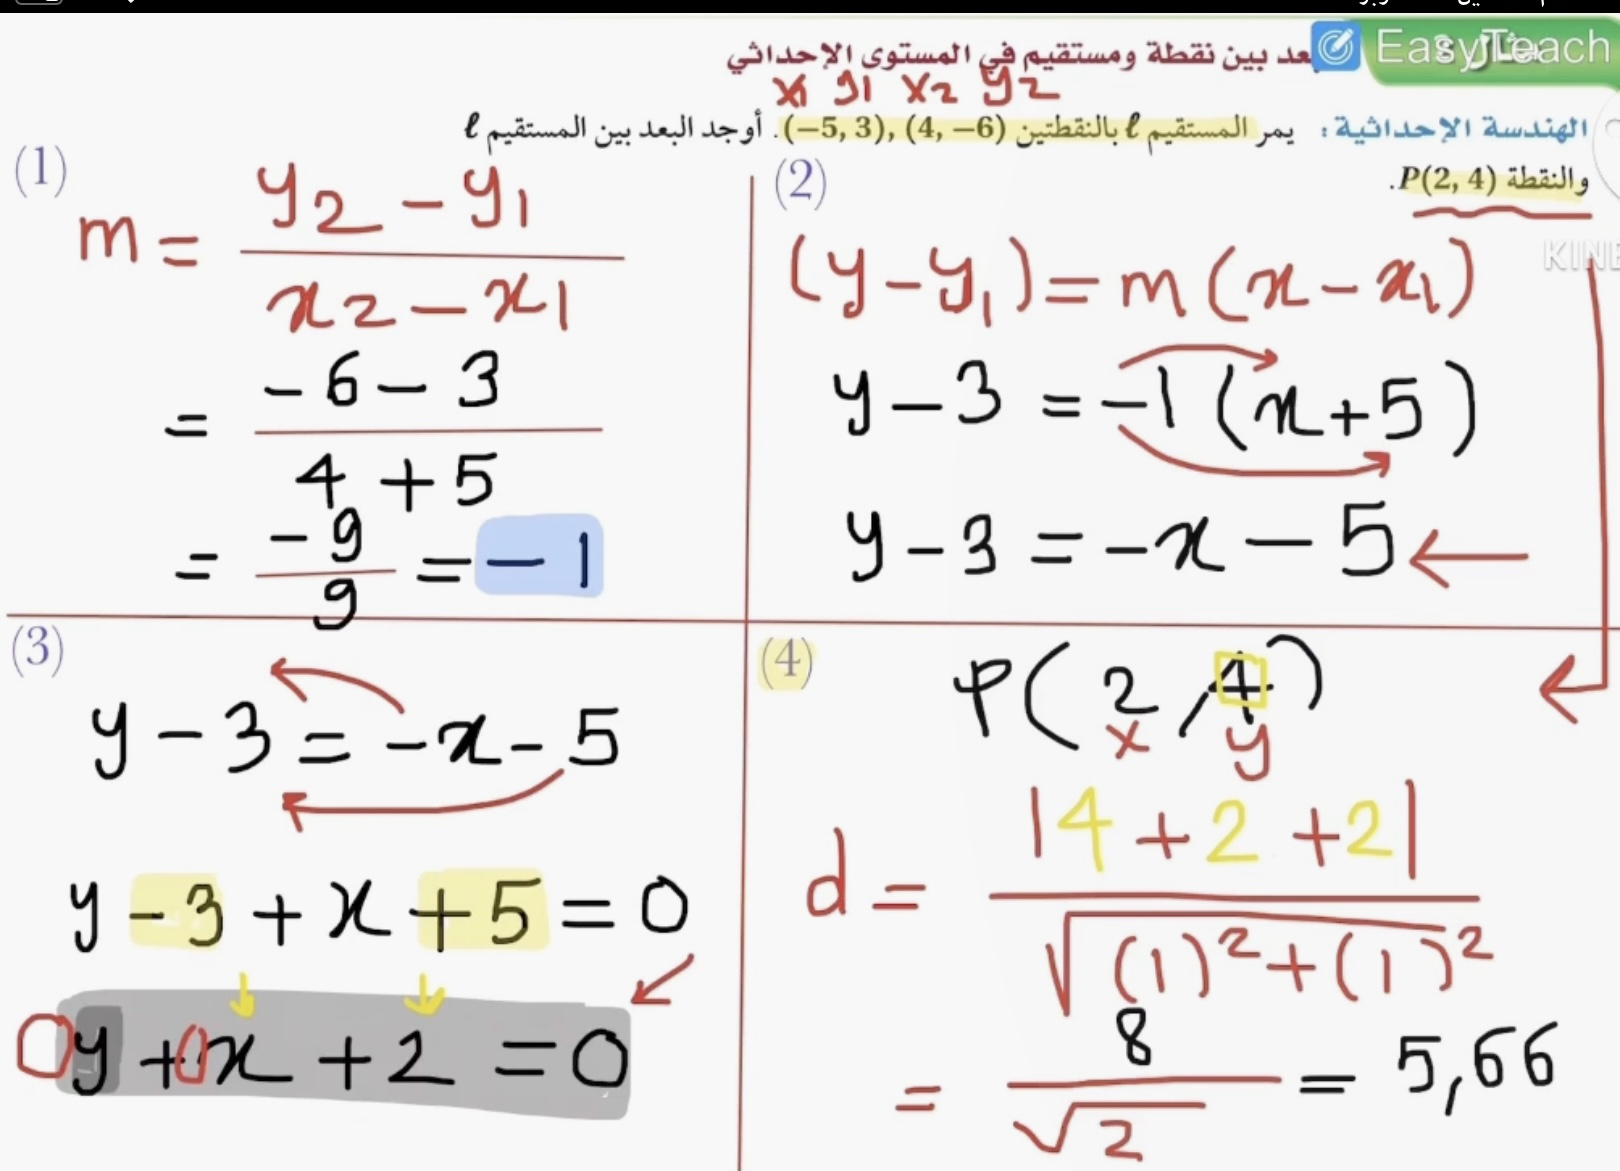 EasyTeach
بعد بين نقطة ومستقيم في المستوى الإحداثي
x1 y1 x2 y2
الهندسة الإحداثية: يمر المستقيم ℓ بالنقطتين (−5, 3), (4, −6). أوجد البعد بين المستقيم ℓ
والنقطة P(2, 4).
KINE
(1)
m = (y2 − y1) / (x2 − x1)
= (−6 − 3) / (4 + 5)
= −9/9 = −1
(2)
(y − y1) = m(x − x1)
y − 3 = −1(x + 5)
y − 3 = −x − 5
(3)
y − 3 = −x − 5
y − 3 + x + 5 = 0
y + x + 2 = 0
(4)
P(2, 4)
x y
d = |4 + 2 + 2| / √((1)² + (1)²)
= 8/√2 = 5,66